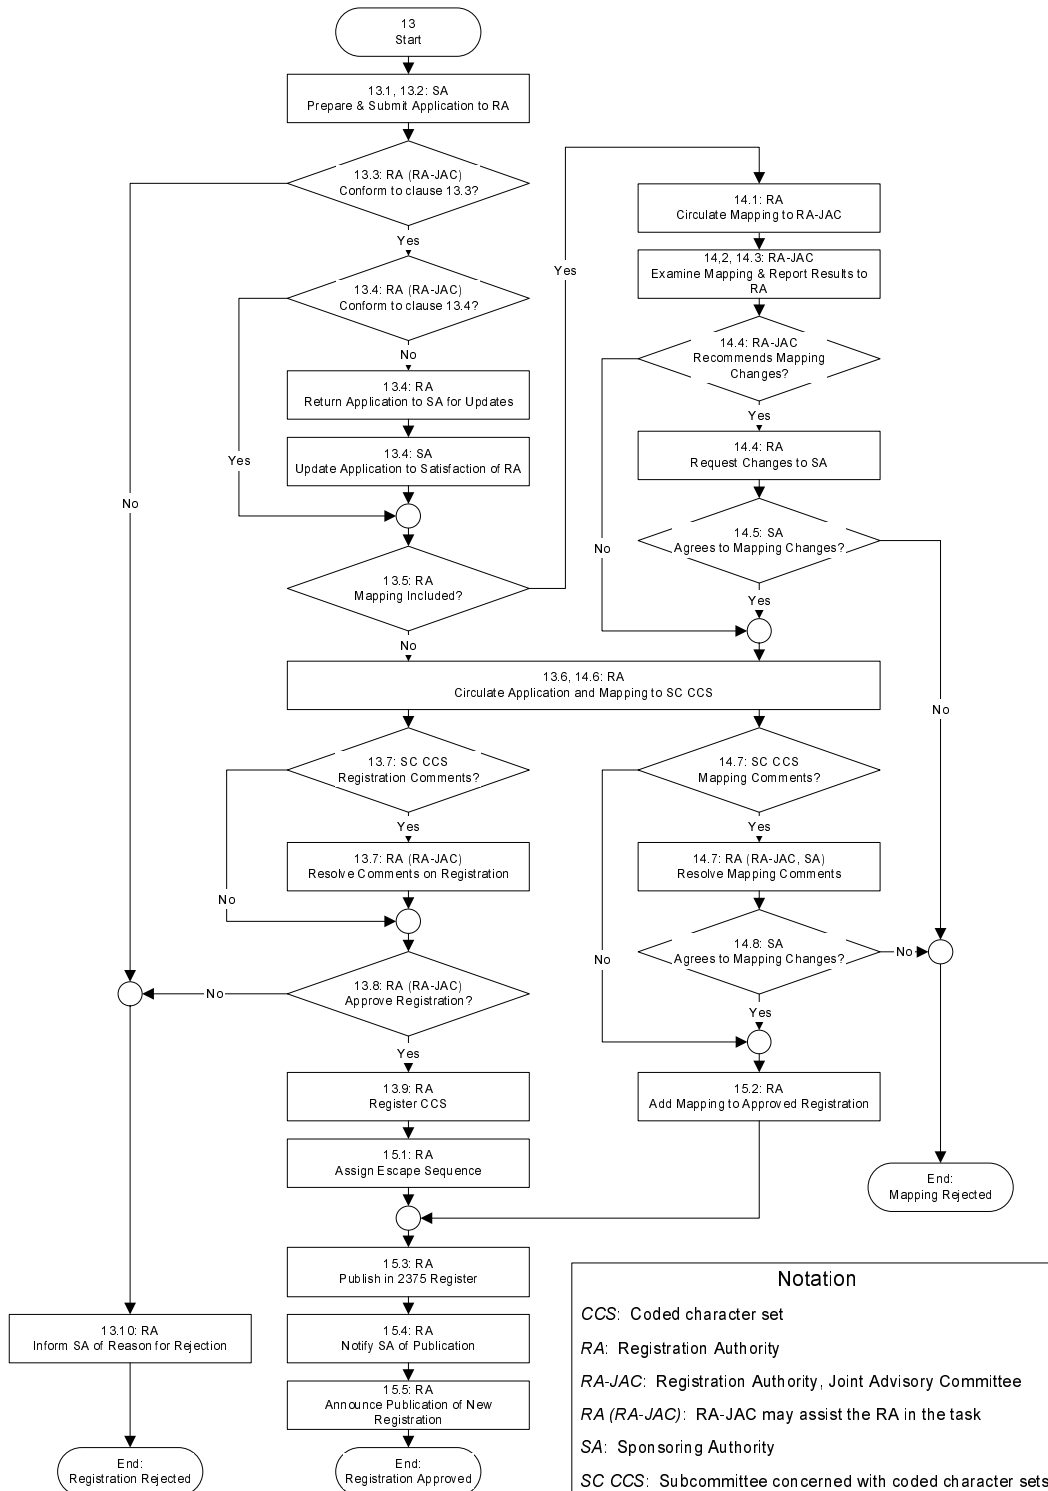 13
Start
13.1, 13.2: SA
Prepare & Submit Application to RA
13.3: RA (RA-JAC)
Conform to clause 13.3?
Yes
No
13.4: RA (RA-JAC)
Conform to clause 13.4?
No
Yes
13.4: RA
Return Application to SA for Updates
13.4: SA
Update Application to Satisfaction of RA
13.5: RA
Mapping Included?
Yes
No
14.1: RA
Circulate Mapping to RA-JAC
14,2, 14.3: RA-JAC
Examine Mapping & Report Results to
RA
14.4: RA-JAC
Recommends Mapping
Changes?
Yes
No
14.4: RA
Request Changes to SA
14.5: SA
Agrees to Mapping Changes?
Yes
No
13.6, 14.6: RA
Circulate Application and Mapping to SC CCS
13.7: SC CCS
Registration Comments?
Yes
No
13.7: RA (RA-JAC)
Resolve Comments on Registration
13.8: RA (RA-JAC)
Approve Registration?
No
Yes
14.7: SC CCS
Mapping Comments?
Yes
No
14.7: RA (RA-JAC, SA)
Resolve Mapping Comments
14.8: SA
Agrees to Mapping Changes?
No
Yes
13.9: RA
Register CCS
15.1: RA
Assign Escape Sequence
15.2: RA
Add Mapping to Approved Registration
End:
Mapping Rejected
15.3: RA
Publish in 2375 Register
15.4: RA
Notify SA of Publication
15.5: RA
Announce Publication of New
Registration
End:
Registration Approved
13.10: RA
Inform SA of Reason for Rejection
End:
Registration Rejected
Notation
CCS: Coded character set
RA: Registration Authority
RA-JAC: Registration Authority, Joint Advisory Committee
RA (RA-JAC): RA-JAC may assist the RA in the task
SA: Sponsoring Authority
SC CCS: Subcommittee concerned with coded character sets